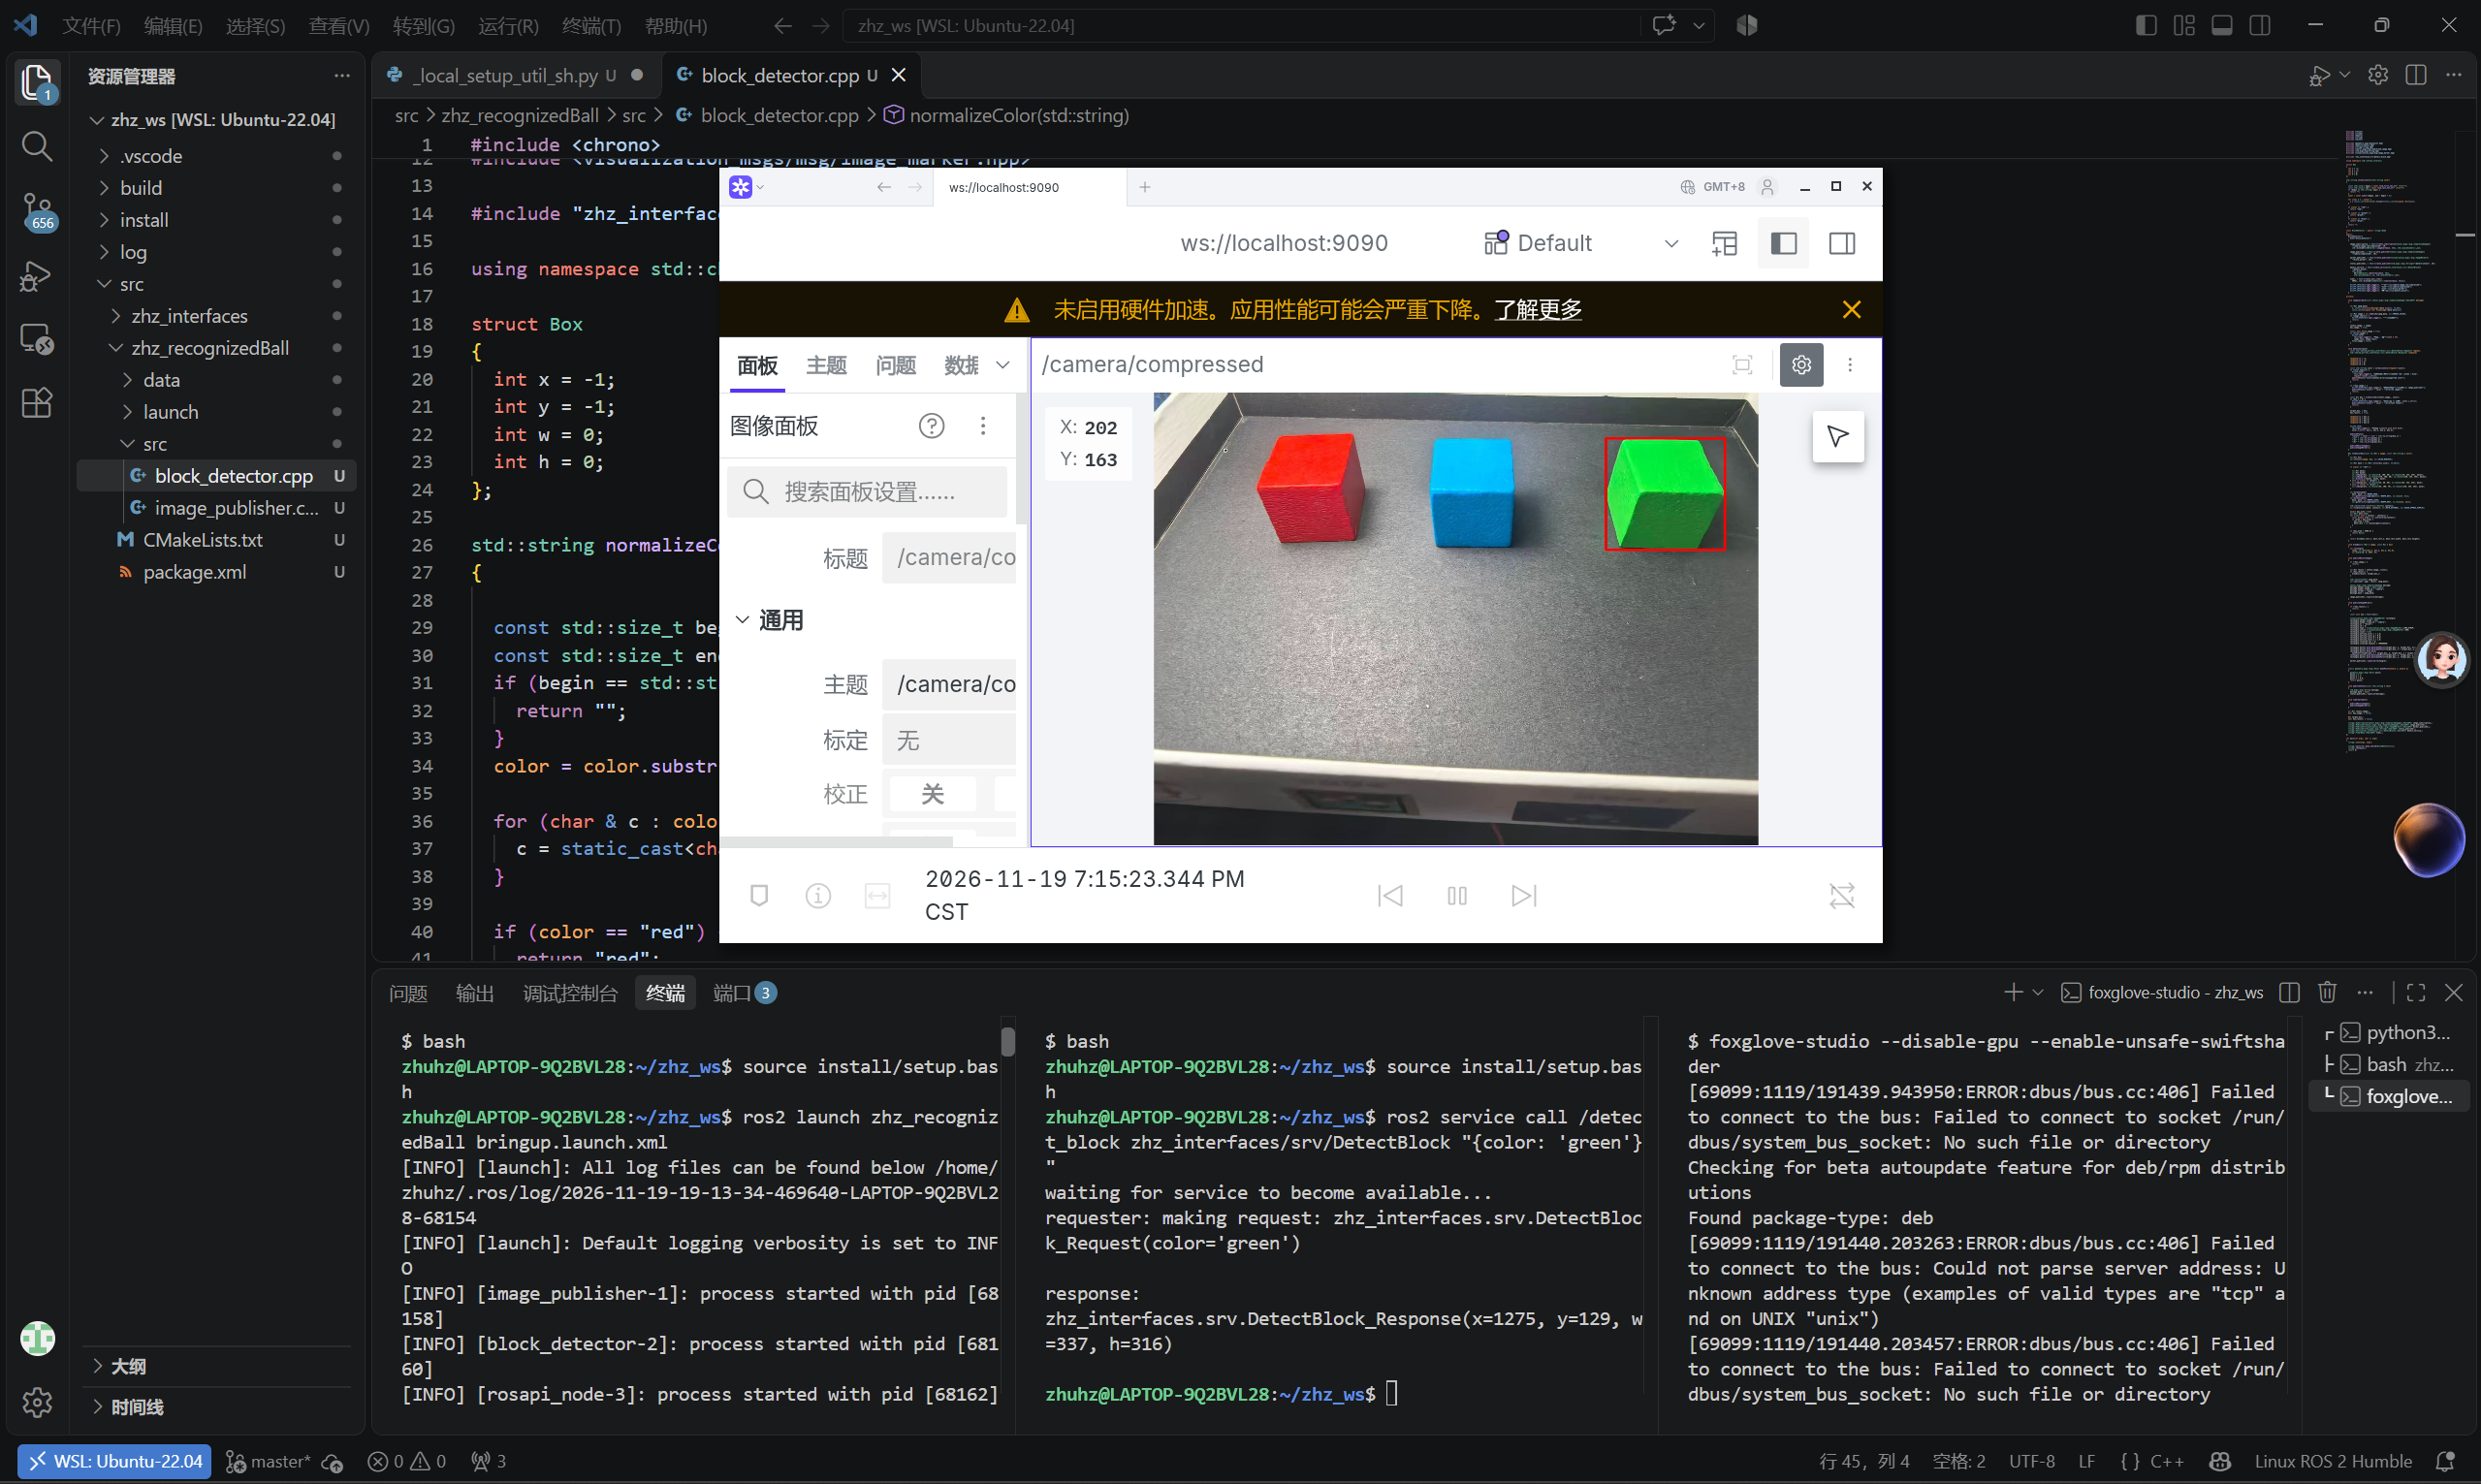 文件(F) 编辑(E) 选择(S) 查看(V) 转到(G) 运行(R) 终端(T) 帮助(H)
zhz_ws [WSL: Ubuntu-22.04]
资源管理器
1
656
zhz_ws [WSL: Ubuntu-22.04]
.vscode
build
install
log
src
zhz_interfaces
zhz_recognizedBall
data
launch
src
block_detector.cpp U
image_publisher.c... U
CMakeLists.txt U
package.xml U
大纲
时间线
_local_setup_util_sh.py U
block_detector.cpp U
src > zhz_recognizedBall > src > block_detector.cpp > normalizeColor(std::string)
1 #include <chrono>
12 #include <visualization_msgs/msg/image_marker.hpp>
13
14 #include "zhz_interfac
15
16 using namespace std::c
17
18 struct Box
19 {
20 int x = -1;
21 int y = -1;
22 int w = 0;
23 int h = 0;
24 };
25
26 std::string normalizeC
27 {
28
29 const std::size_t be
30 const std::size_t en
31 if (begin == std::st
32 return "";
33 }
34 color = color.substr
35
36 for (char & c : colo
37 c = static_cast<ch
38 }
39
40 if (color == "red")
41 return "red";
ws://localhost:9090
GMT+8
ws://localhost:9090
Default
未启用硬件加速。应用性能可能会严重下降。了解更多
面板 主题 问题 数据
图像面板
搜索面板设置......
标题 /camera/co
通用
主题 /camera/co
标定 无
校正 关
/camera/compressed
X: 202
Y: 163
2026-11-19 7:15:23.344 PM
CST
问题 输出 调试控制台 终端 端口 3
foxglove-studio - zhz_ws
$ bash
zhuhz@LAPTOP-9Q2BVL28:~/zhz_ws$ source install/setup.bas
h
zhuhz@LAPTOP-9Q2BVL28:~/zhz_ws$ ros2 launch zhz_recogniz
edBall bringup.launch.xml
[INFO] [launch]: All log files can be found below /home/
zhuhz/.ros/log/2026-11-19-19-13-34-469640-LAPTOP-9Q2BVL2
8-68154
[INFO] [launch]: Default logging verbosity is set to INF
O
[INFO] [image_publisher-1]: process started with pid [68
158]
[INFO] [block_detector-2]: process started with pid [681
60]
[INFO] [rosapi_node-3]: process started with pid [68162]
$ bash
zhuhz@LAPTOP-9Q2BVL28:~/zhz_ws$ source install/setup.bas
h
zhuhz@LAPTOP-9Q2BVL28:~/zhz_ws$ ros2 service call /detec
t_block zhz_interfaces/srv/DetectBlock "{color: 'green'}
"
waiting for service to become available...
requester: making request: zhz_interfaces.srv.DetectBloc
k_Request(color='green')
response:
zhz_interfaces.srv.DetectBlock_Response(x=1275, y=129, w
=337, h=316)
zhuhz@LAPTOP-9Q2BVL28:~/zhz_ws$
$ foxglove-studio --disable-gpu --enable-unsafe-swiftsha
der
[69099:1119/191439.943950:ERROR:dbus/bus.cc:406] Failed
to connect to the bus: Failed to connect to socket /run/
dbus/system_bus_socket: No such file or directory
Checking for beta autoupdate feature for deb/rpm distrib
utions
Found package-type: deb
[69099:1119/191440.203263:ERROR:dbus/bus.cc:406] Failed
to connect to the bus: Could not parse server address: U
nknown address type (examples of valid types are "tcp" a
nd on UNIX "unix")
[69099:1119/191440.203457:ERROR:dbus/bus.cc:406] Failed
to connect to the bus: Failed to connect to socket /run/
dbus/system_bus_socket: No such file or directory
python3...
bash zhz...
foxglove...
WSL: Ubuntu-22.04 master* 0 0 3
行 45，列 4 空格: 2 UTF-8 LF {} C++ Linux ROS 2 Humble